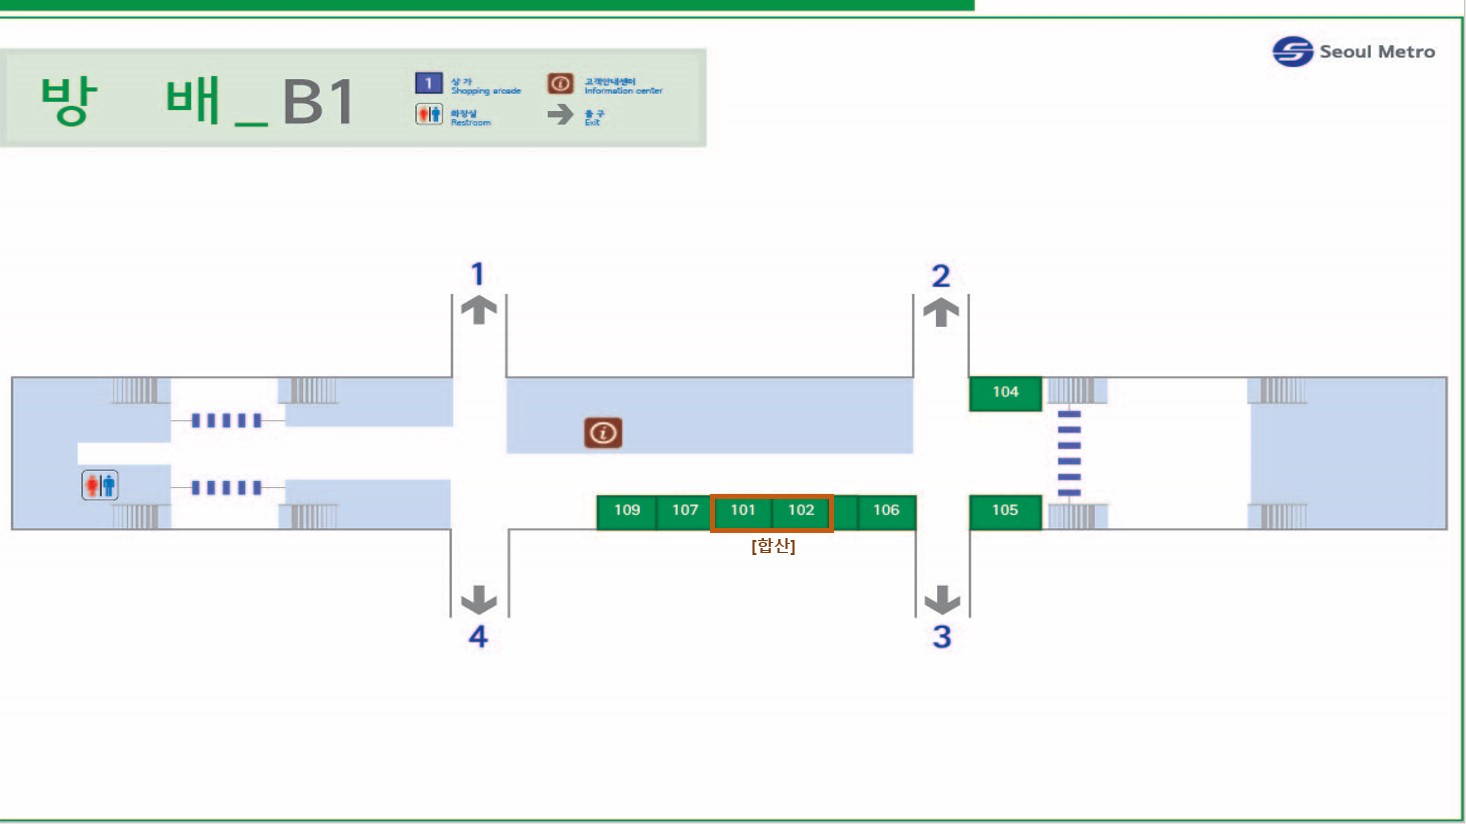 Seoul Metro
방 배_B1
1 상 가
Shopping arcade
화장실
Restroom
고객안내센터
Information center
출 구
Exit
1
2
104
109 107 101 102 106
105
[합산]
4
3